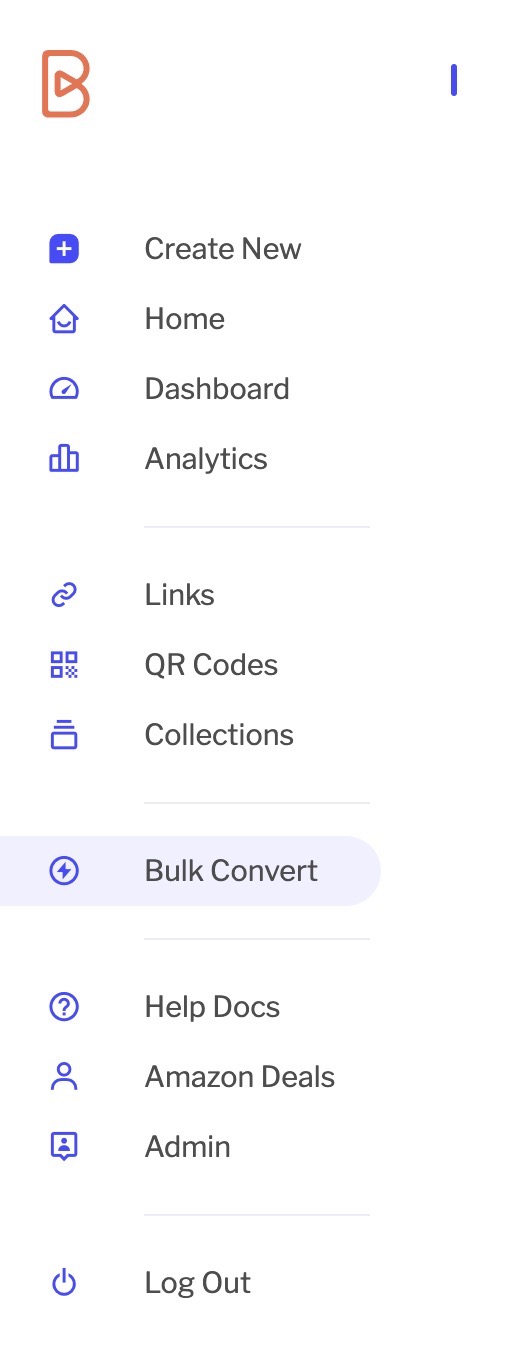 Create New
Home
Dashboard
Analytics
Links
QR Codes
Collections
Bulk Convert
Help Docs
Amazon Deals
Admin
Log Out